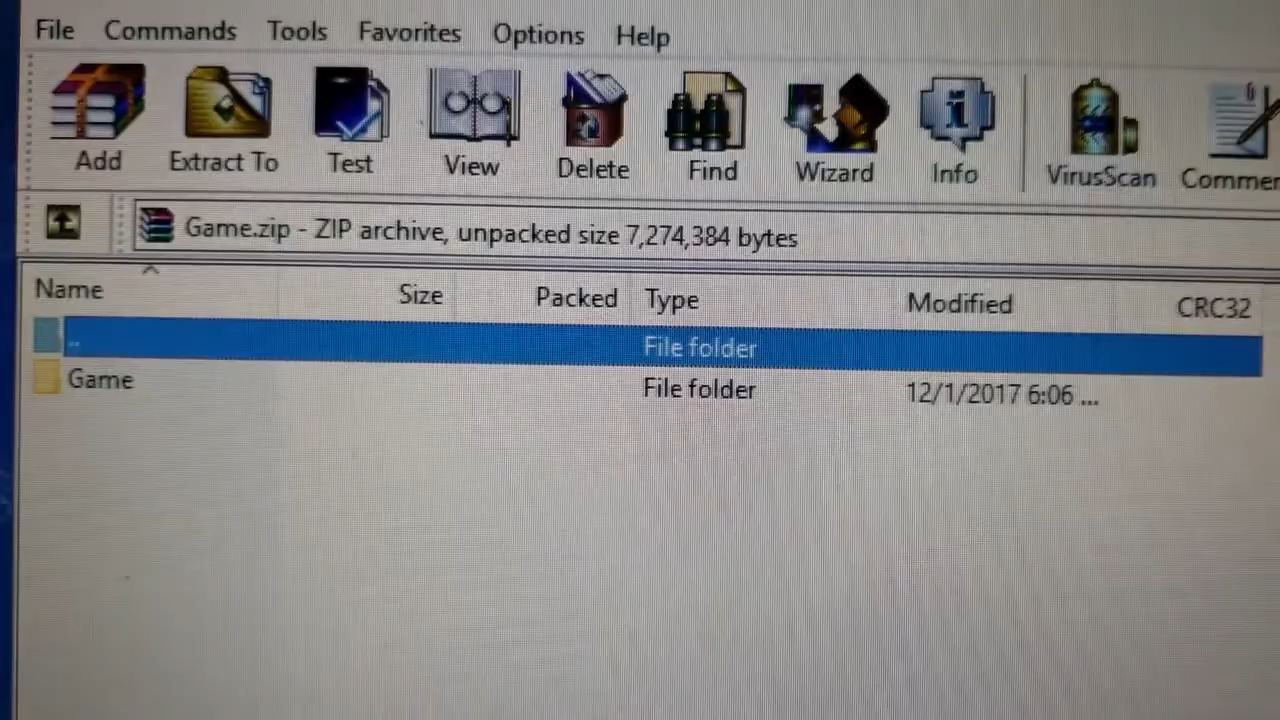 File Commands Tools Favorites Options Help
Add Extract To Test View Delete Find Wizard Info VirusScan Commen
Game.zip - ZIP archive, unpacked size 7,274,384 bytes
Name Size Packed Type Modified CRC32
.. File folder
Game File folder 12/1/2017 6:06 ...